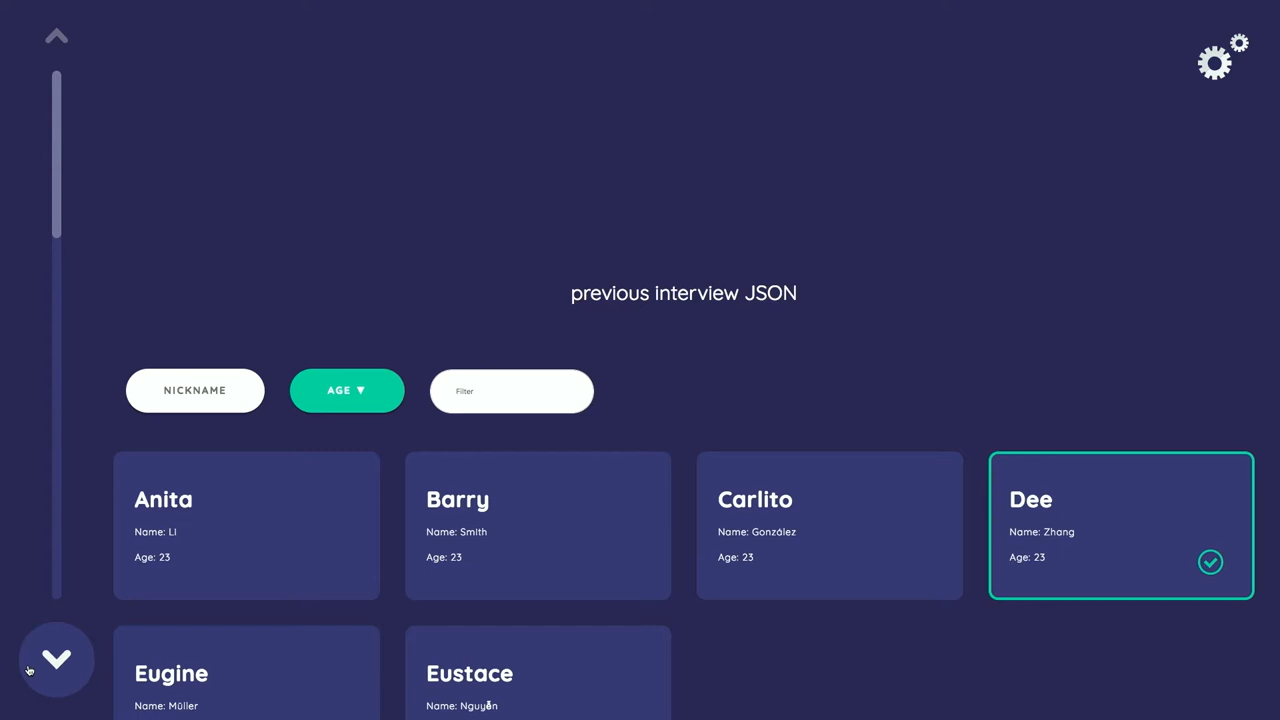 previous interview JSON
NICKNAME
AGE ▼
Filter
Anita
Name: Li
Age: 23
Barry
Name: Smith
Age: 23
Carlito
Name: González
Age: 23
Dee
Name: Zhang
Age: 23
Eugine
Name: Müller
Eustace
Name: Nguyễn